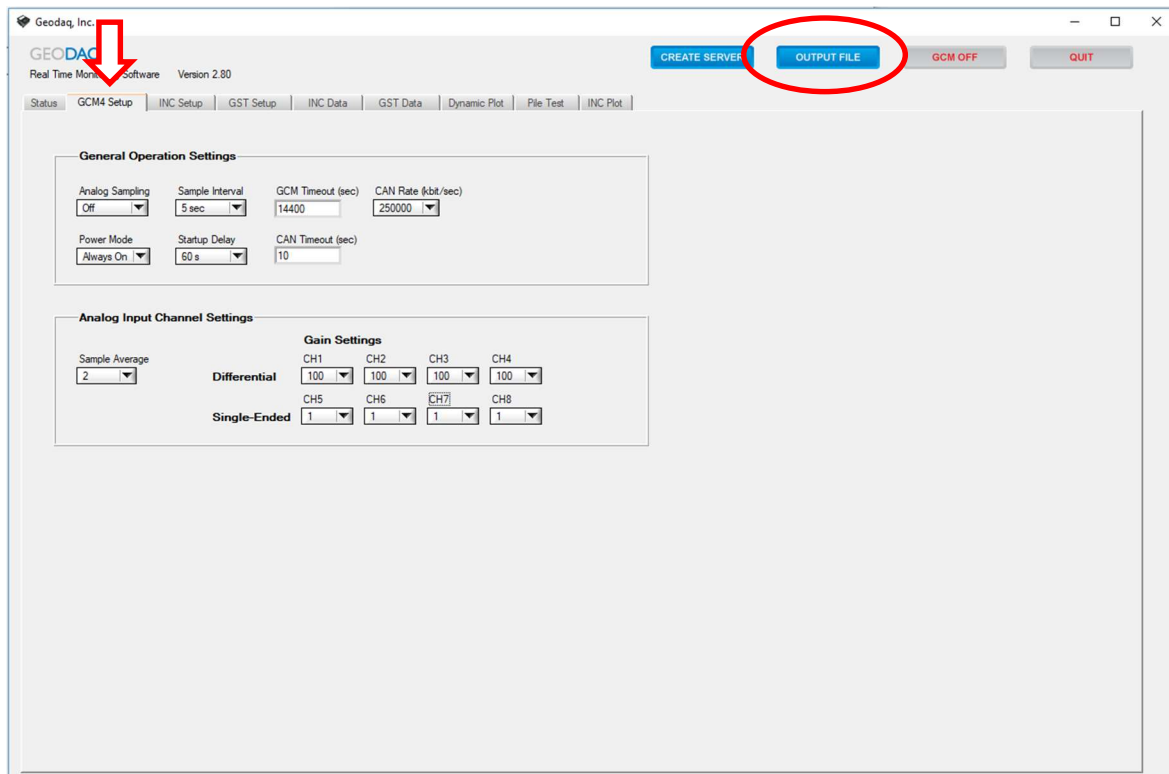 Geodaq, Inc.
GEODAQ
CREATE SERVER OUTPUT FILE GCM OFF QUIT
Real Time Software Version 2.80
Status GCM4 Setup INC Setup GST Setup INC Data GST Data Dynamic Plot Pile Test INC Plot
General Operation Settings
Analog Sampling Sample Interval GCM Timeout (sec) CAN Rate (kbit/sec)
Off 5 sec 14400 250000
Power Mode Startup Delay CAN Timeout (sec)
Always On 60 s 10
Analog Input Channel Settings
Gain Settings
Sample Average CH1 CH2 CH3 CH4
2 Differential 100 100 100 100
CH5 CH6 CH7 CH8
Single-Ended 1 1 1 1